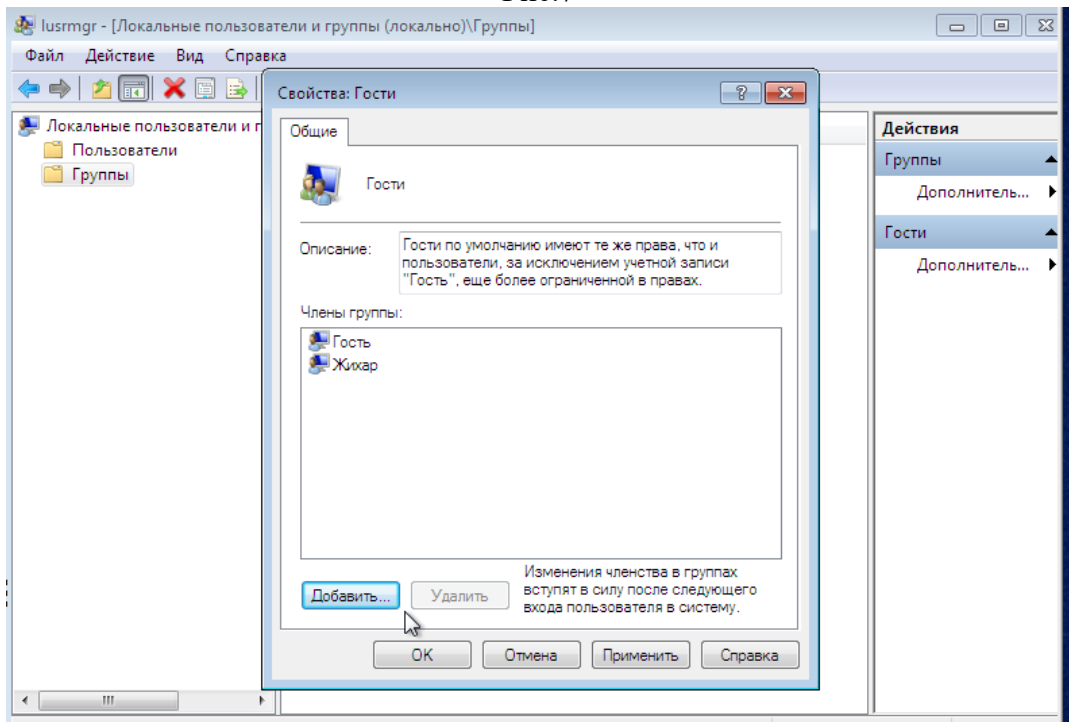 lusrmgr - [Локальные пользователи и группы (локально)\Группы]
Файл Действие Вид Справка
Локальные пользователи и г
Пользователи
Группы
Свойства: Гости
Общие
Гости
Описание:
Гости по умолчанию имеют те же права, что и
пользователи, за исключением учетной записи
"Гость", еще более ограниченной в правах.
Члены группы:
Гость
Жихар
Добавить...
Удалить
Изменения членства в группах
вступят в силу после следующего
входа пользователя в систему.
ОК
Отмена
Применить
Справка
Действия
Группы
Дополнитель...
Гости
Дополнитель...